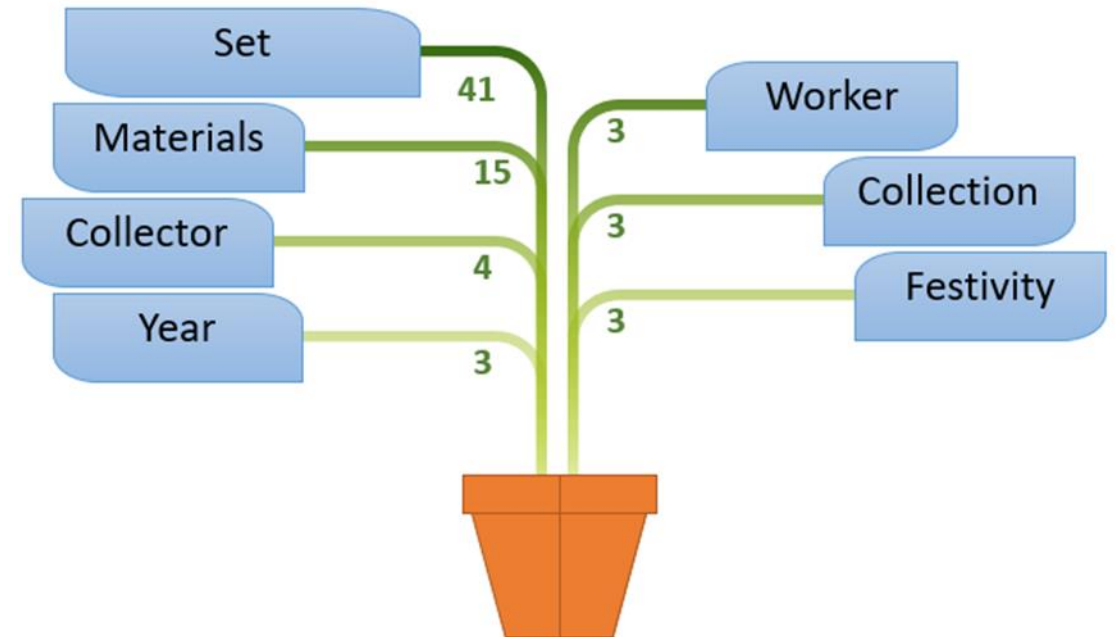 Set
41
Materials
15
Collector
4
Year
3
Worker
3
Collection
3
Festivity
3